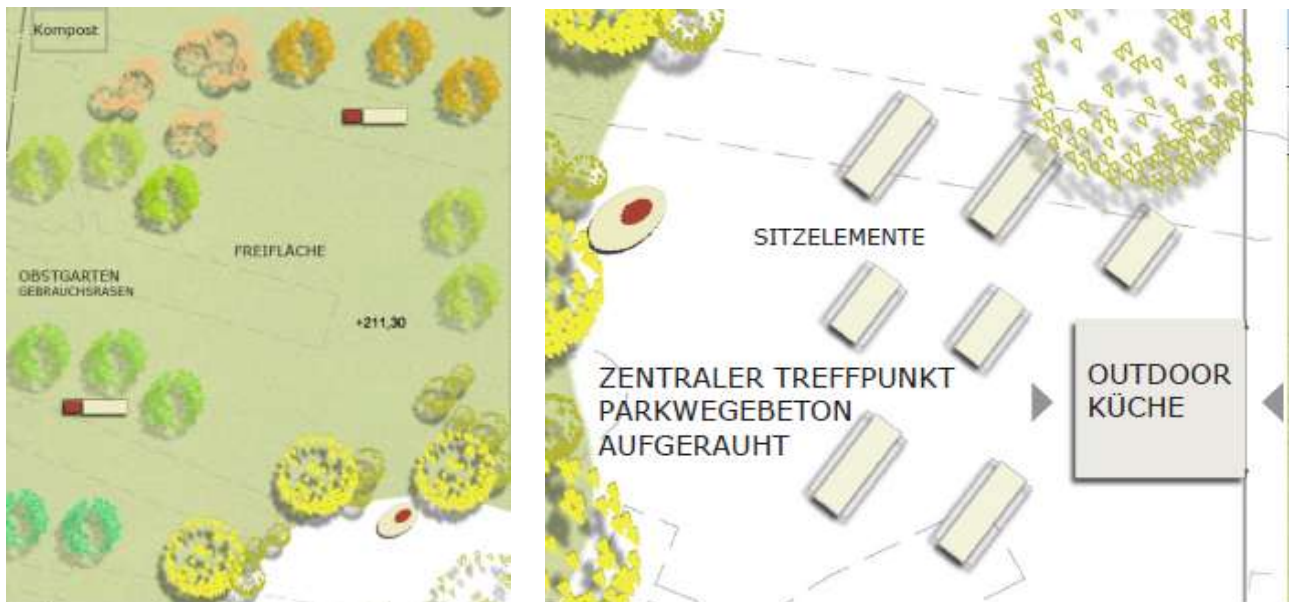 Kompost
FREIFLÄCHE
OBSTGARTEN
GEBRAUCHSRASEN
+211,30
SITZELEMENTE
ZENTRALER TREFFPUNKT
PARKWEGEBETON
AUFGERAUHT
OUTDOOR
KÜCHE